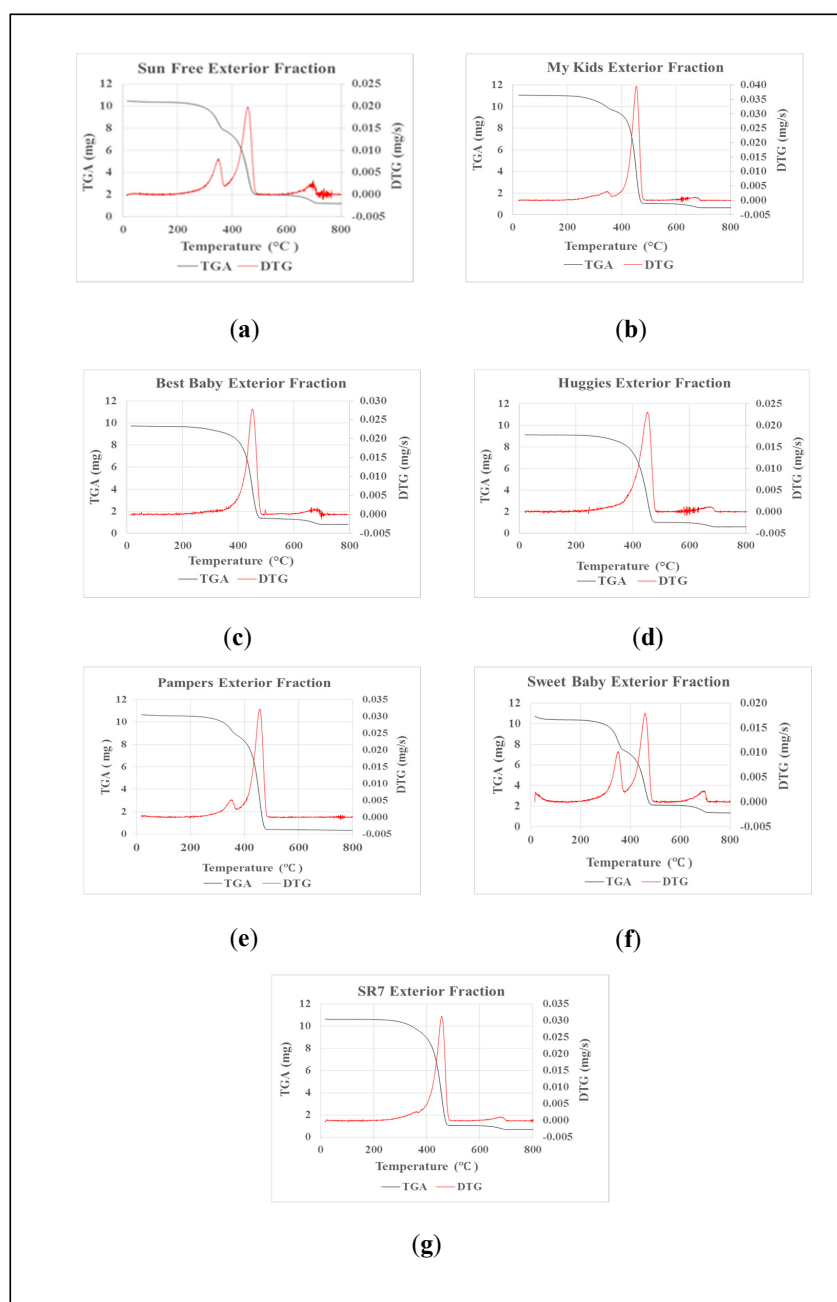 Sun Free Exterior Fraction
12
10
8
6
4
2
0
TGA (mg)
0.025
0.020
0.015
0.010
0.005
0.000
-0.005
DTG (mg/s)
0 200 400 600 800
Temperature (°C)
TGA DTG
(a)
My Kids Exterior Fraction
12
10
8
6
4
2
0
TGA (mg)
0.040
0.030
0.020
0.010
0.000
-0.005
DTG (mg/s)
0 200 400 600 800
Temperature (°C)
TGA DTG
(b)
Best Baby Exterior Fraction
12
10
8
6
4
2
0
TGA (mg)
0.030
0.025
0.020
0.015
0.010
0.005
0.000
-0.005
DTG (mg/s)
0 200 400 600 800
Temperature (°C)
TGA DTG
(c)
Huggies Exterior Fraction
12
10
8
6
4
2
0
TGA (mg)
0.025
0.020
0.015
0.010
0.005
0.000
-0.005
DTG (mg/s)
0 200 400 600 800
Temperature (°C)
TGA DTG
(d)
Pampers Exterior Fraction
12
10
8
6
4
2
0
TGA ( mg)
0.035
0.030
0.025
0.020
0.015
0.010
0.005
0.000
-0.005
DTG (mg/s)
0 200 400 600 800
Temperature (℃)
TGA DTG
(e)
Sweet Baby Exterior Fraction
12
10
8
6
4
2
0
TGA (mg)
0.020
0.015
0.010
0.005
0.000
-0.005
DTG (mg/s)
0 200 400 600 800
Temperature (℃)
TGA DTG
(f)
SR7 Exterior Fraction
12
10
8
6
4
2
0
TGA (mg)
0.035
0.030
0.025
0.020
0.015
0.010
0.005
0.000
-0.005
DTG (mg/s)
0 200 400 600 800
Temperature (℃)
TGA DTG
(g)